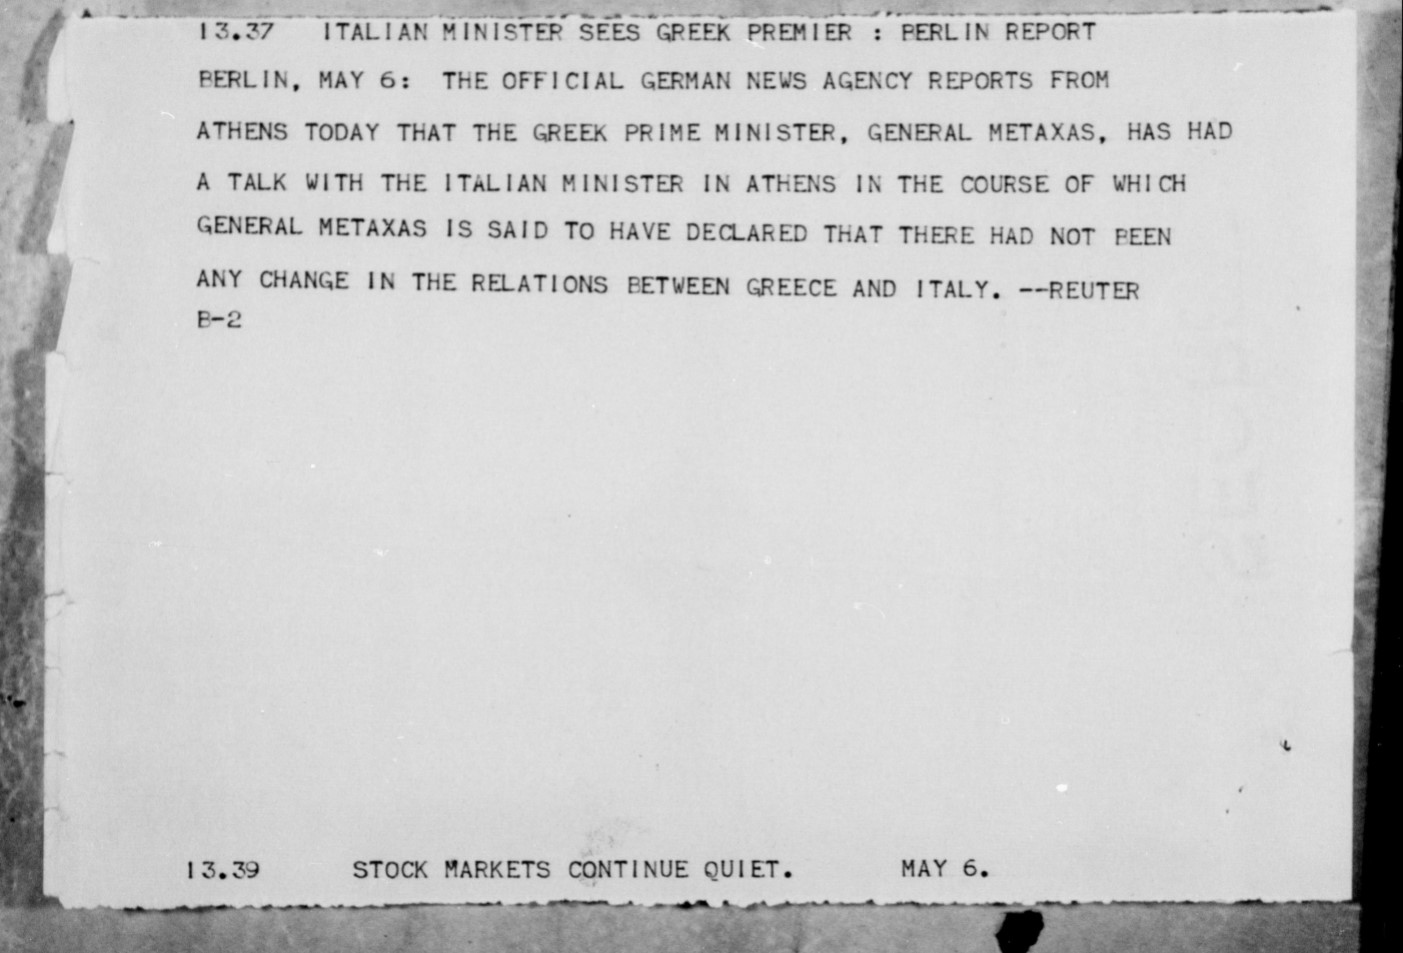 13.37 ITALIAN MINISTER SEES GREEK PREMIER : BERLIN REPORT
BERLIN, MAY 6: THE OFFICIAL GERMAN NEWS AGENCY REPORTS FROM
ATHENS TODAY THAT THE GREEK PRIME MINISTER, GENERAL METAXAS, HAS HAD
A TALK WITH THE ITALIAN MINISTER IN ATHENS IN THE COURSE OF WHICH
GENERAL METAXAS IS SAID TO HAVE DECLARED THAT THERE HAD NOT BEEN
ANY CHANGE IN THE RELATIONS BETWEEN GREECE AND ITALY. --REUTER
B-2
13.39 STOCK MARKETS CONTINUE QUIET. MAY 6.